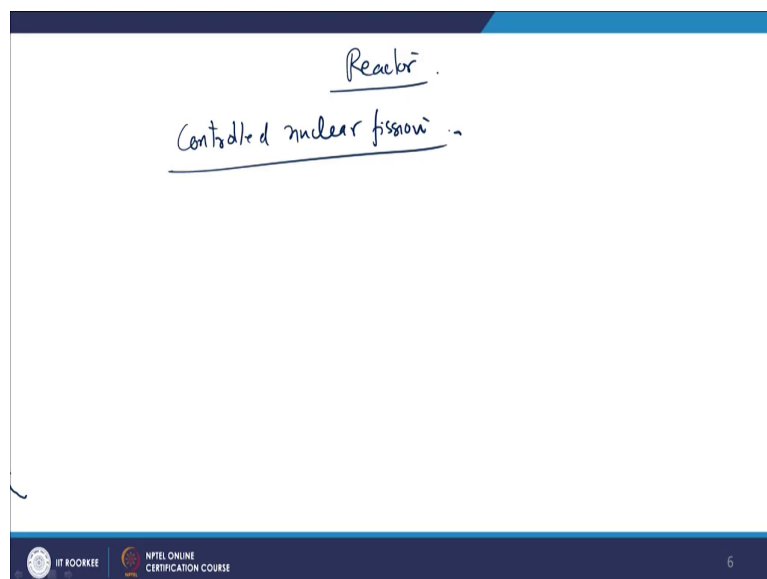 Reactor.
Controlled nuclear fission -
IIT ROORKEE
NPTEL ONLINE
CERTIFICATION COURSE
6